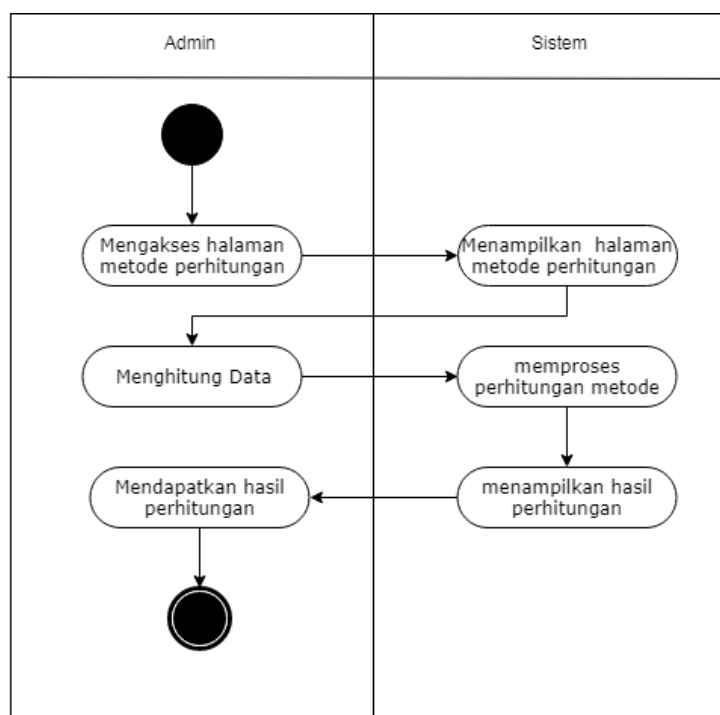 Admin
Sistem
Mengakses halaman
metode perhitungan
Menampilkan halaman
metode perhitungan
Menghitung Data
memproses
perhitungan metode
menampilkan hasil
perhitungan
Mendapatkan hasil
perhitungan